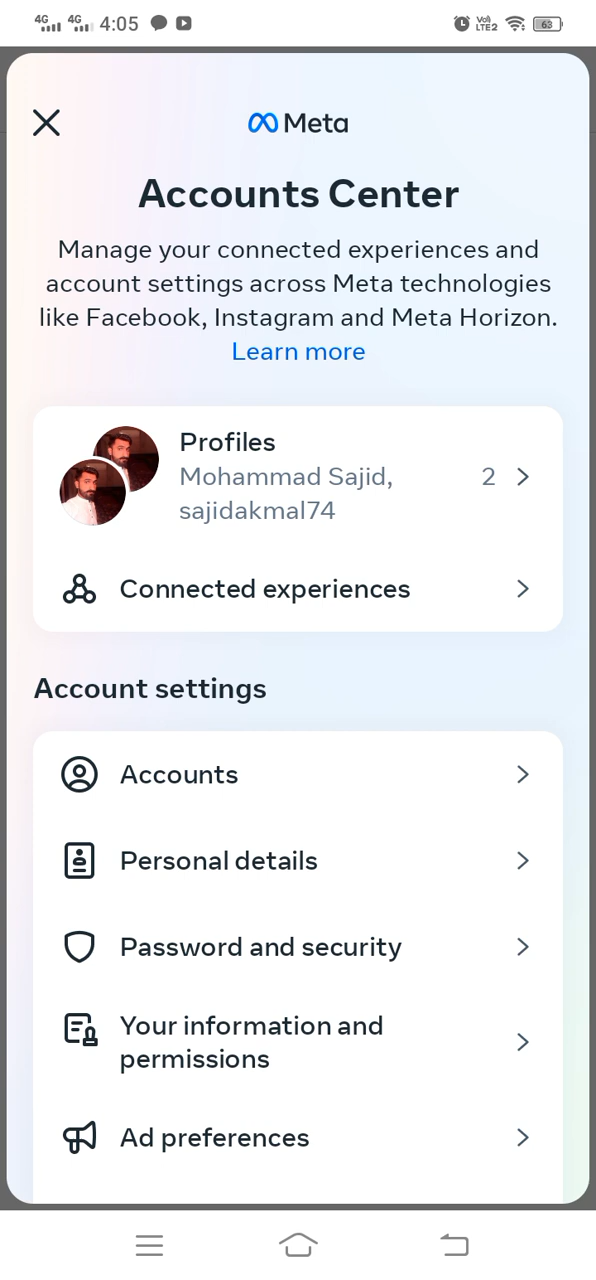 4G 4G 4:05 Vo) LTE2 63
Meta
Accounts Center
Manage your connected experiences and
account settings across Meta technologies
like Facebook, Instagram and Meta Horizon.
Learn more
Profiles
Mohammad Sajid, 2
sajidakmal74
Connected experiences
Account settings
Accounts
Personal details
Password and security
Your information and
permissions
Ad preferences